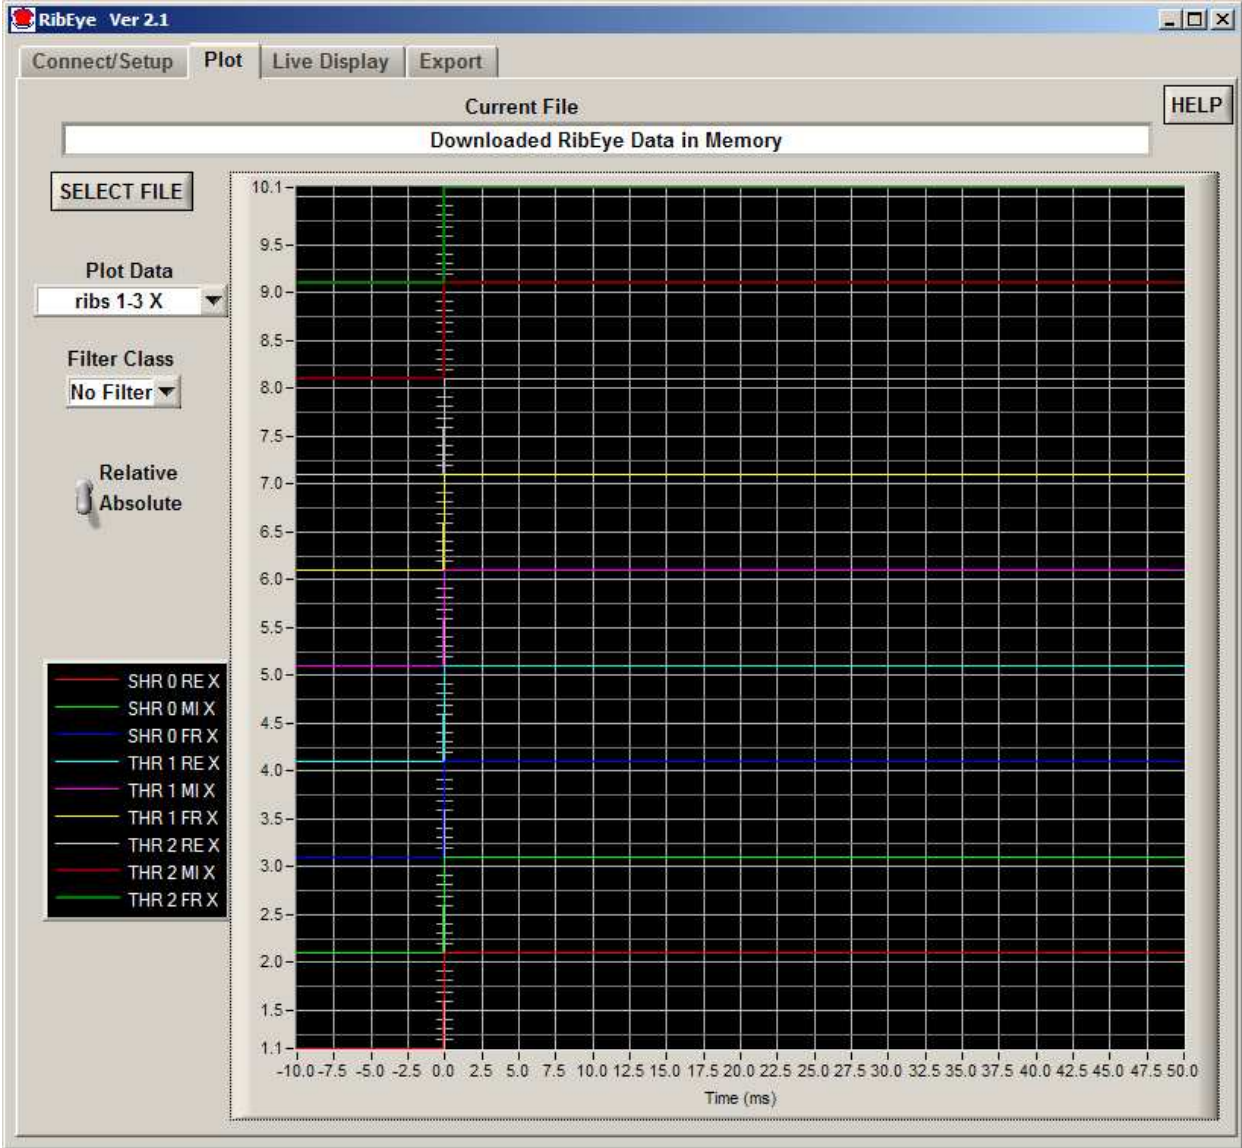 RibEye Ver 2.1
Connect/Setup Plot Live Display Export
Current File
HELP
Downloaded RibEye Data in Memory
SELECT FILE
Plot Data
ribs 1-3 X
Filter Class
No Filter
Relative
Absolute
SHR 0 RE X
SHR 0 MI X
SHR 0 FR X
THR 1 RE X
THR 1 MI X
THR 1 FR X
THR 2 RE X
THR 2 MI X
THR 2 FR X
10.1
9.5
9.0
8.5
8.0
7.5
7.0
6.5
6.0
5.5
5.0
4.5
4.0
3.5
3.0
2.5
2.0
1.5
1.1
-10.0 -7.5 -5.0 -2.5 0.0 2.5 5.0 7.5 10.0 12.5 15.0 17.5 20.0 22.5 25.0 27.5 30.0 32.5 35.0 37.5 40.0 42.5 45.0 47.5 50.0
Time (ms)